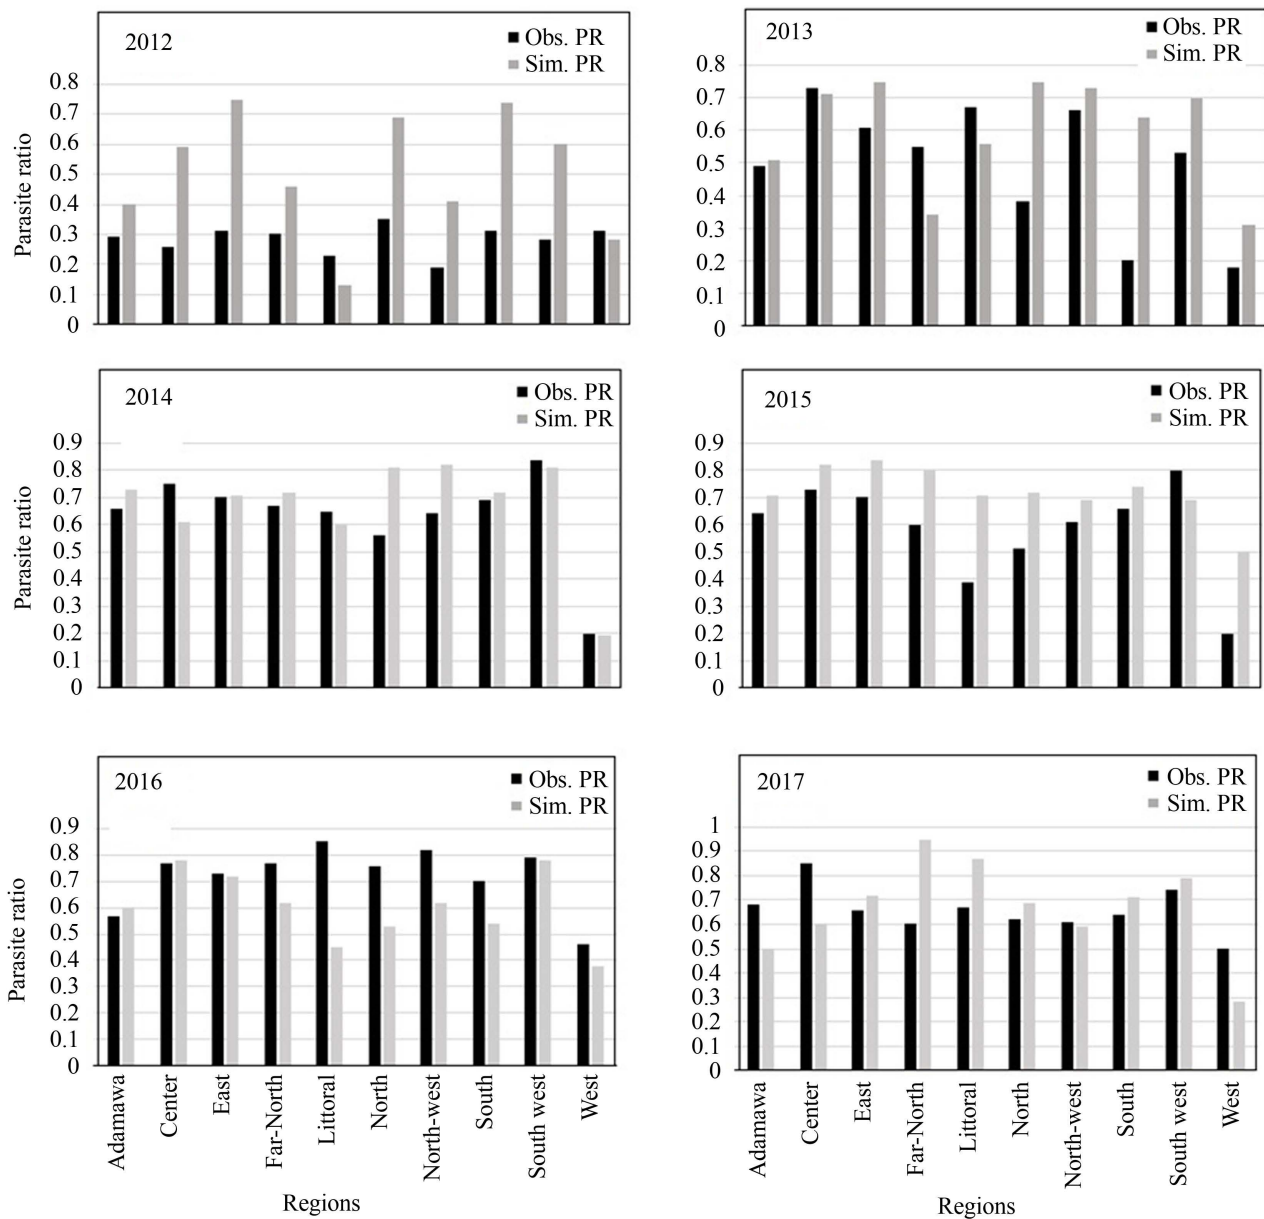 2012
Obs. PR
Sim. PR
0.8
0.7
0.6
0.5
0.4
0.3
0.2
0.1
0
Parasite ratio
2013
Obs. PR
Sim. PR
0.8
0.7
0.6
0.5
0.4
0.3
0.2
0.1
0
2014
Obs. PR
Sim. PR
0.9
0.8
0.7
0.6
0.5
0.4
0.3
0.2
0.1
0
Parasite ratio
2015
Obs. PR
Sim. PR
0.9
0.8
0.7
0.6
0.5
0.4
0.3
0.2
0.1
0
2016
Obs. PR
Sim. PR
0.9
0.8
0.7
0.6
0.5
0.4
0.3
0.2
0.1
0
Parasite ratio
Adamawa
Center
East
Far-North
Littoral
North
North-west
South
South west
West
Regions
2017
Obs. PR
Sim. PR
1
0.9
0.8
0.7
0.6
0.5
0.4
0.3
0.2
0.1
0
Adamawa
Center
East
Far-North
Littoral
North
North-west
South
South west
West
Regions